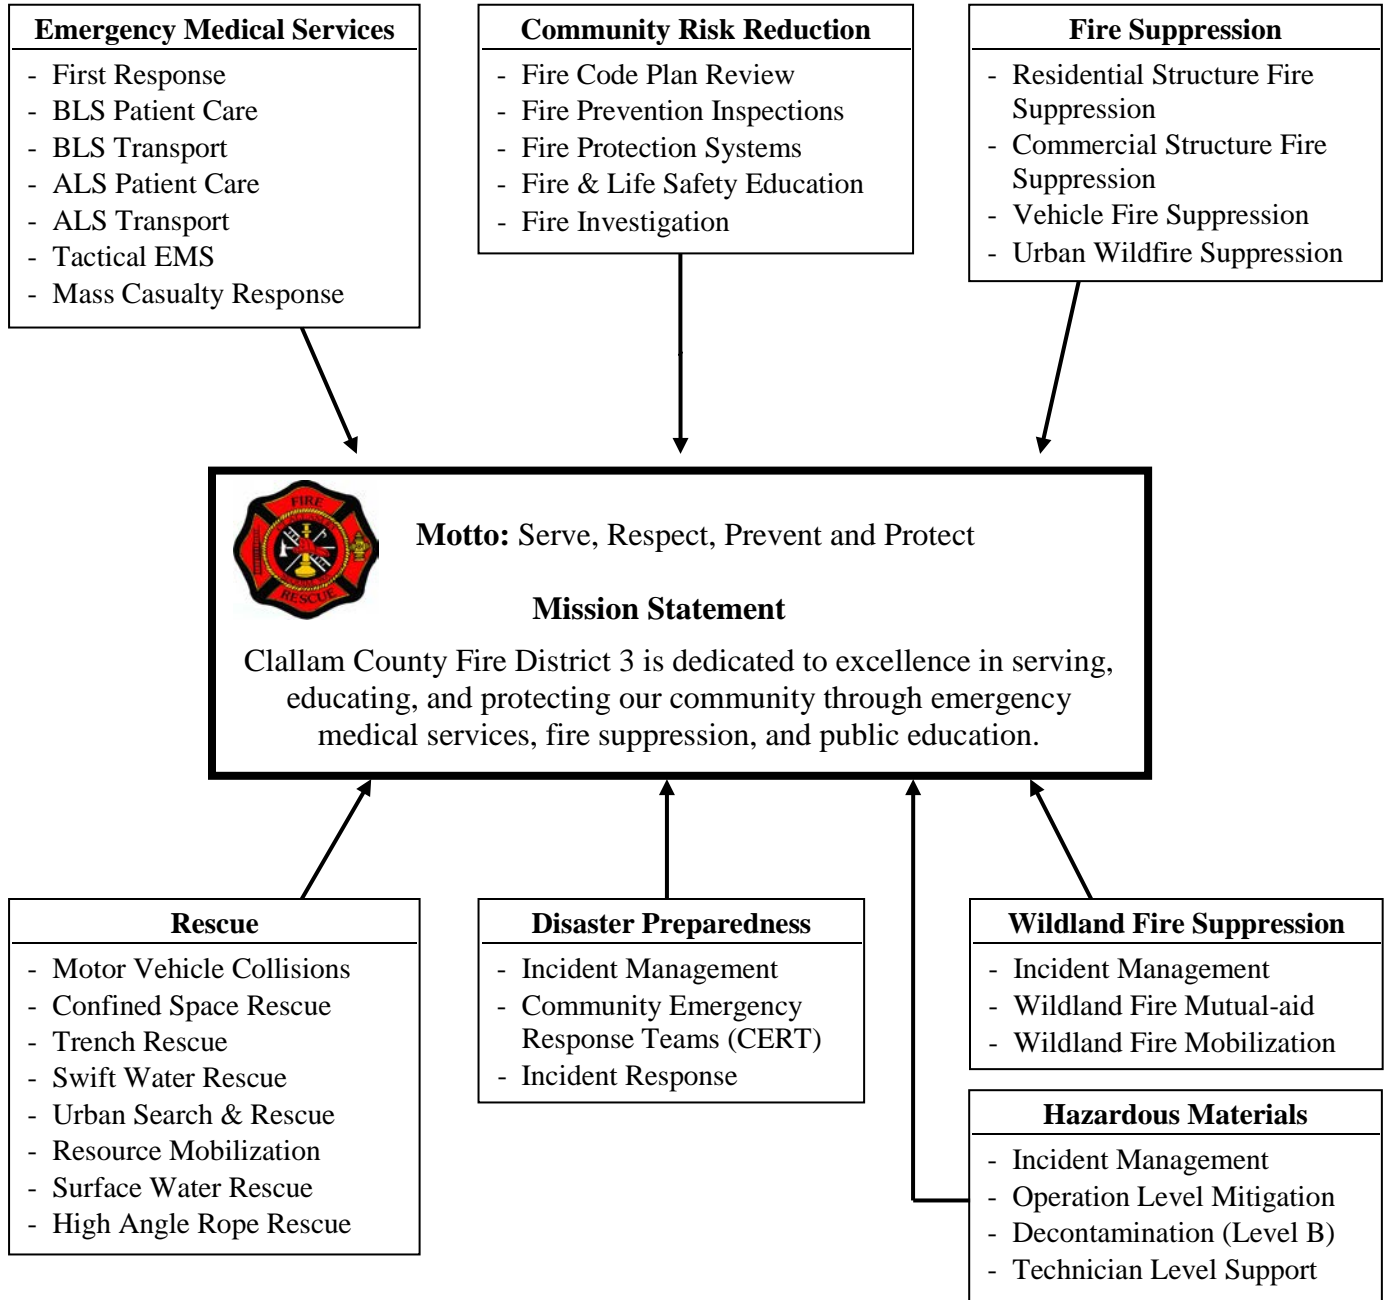 Emergency Medical Services
- First Response
- BLS Patient Care
- BLS Transport
- ALS Patient Care
- ALS Transport
- Tactical EMS
- Mass Casualty Response
Community Risk Reduction
- Fire Code Plan Review
- Fire Prevention Inspections
- Fire Protection Systems
- Fire & Life Safety Education
- Fire Investigation
Fire Suppression
- Residential Structure Fire
Suppression
- Commercial Structure Fire
Suppression
- Vehicle Fire Suppression
- Urban Wildfire Suppression
FIRE
RESCUE
Motto: Serve, Respect, Prevent and Protect
Mission Statement
Clallam County Fire District 3 is dedicated to excellence in serving,
educating, and protecting our community through emergency
medical services, fire suppression, and public education.
Rescue
- Motor Vehicle Collisions
- Confined Space Rescue
- Trench Rescue
- Swift Water Rescue
- Urban Search & Rescue
- Resource Mobilization
- Surface Water Rescue
- High Angle Rope Rescue
Disaster Preparedness
- Incident Management
- Community Emergency
Response Teams (CERT)
- Incident Response
Wildland Fire Suppression
- Incident Management
- Wildland Fire Mutual-aid
- Wildland Fire Mobilization
Hazardous Materials
- Incident Management
- Operation Level Mitigation
- Decontamination (Level B)
- Technician Level Support